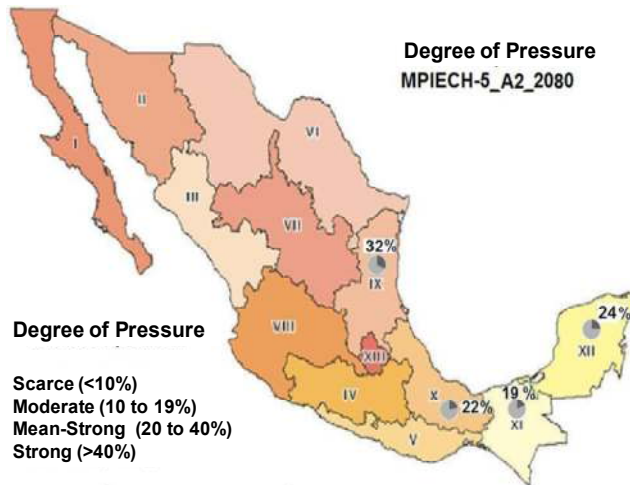 Degree of Pressure
MPIECH-5_A2_2080
II
VI
I
III
VII
32%
IX
24%
XII
VIII
XIII
Degree of Pressure
Scarce (<10%)
Moderate (10 to 19%)
Mean-Strong (20 to 40%)
Strong (>40%)
IV
X
22%
19%
XI
V